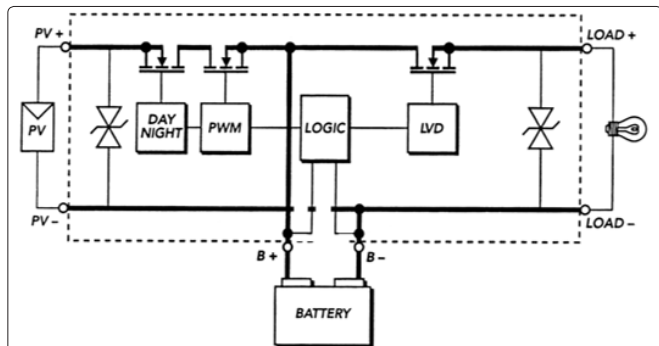 PV +
LOAD +
PV
DAY
NIGHT
PWM
LOGIC
LVD
PV –
LOAD –
B +
B –
BATTERY